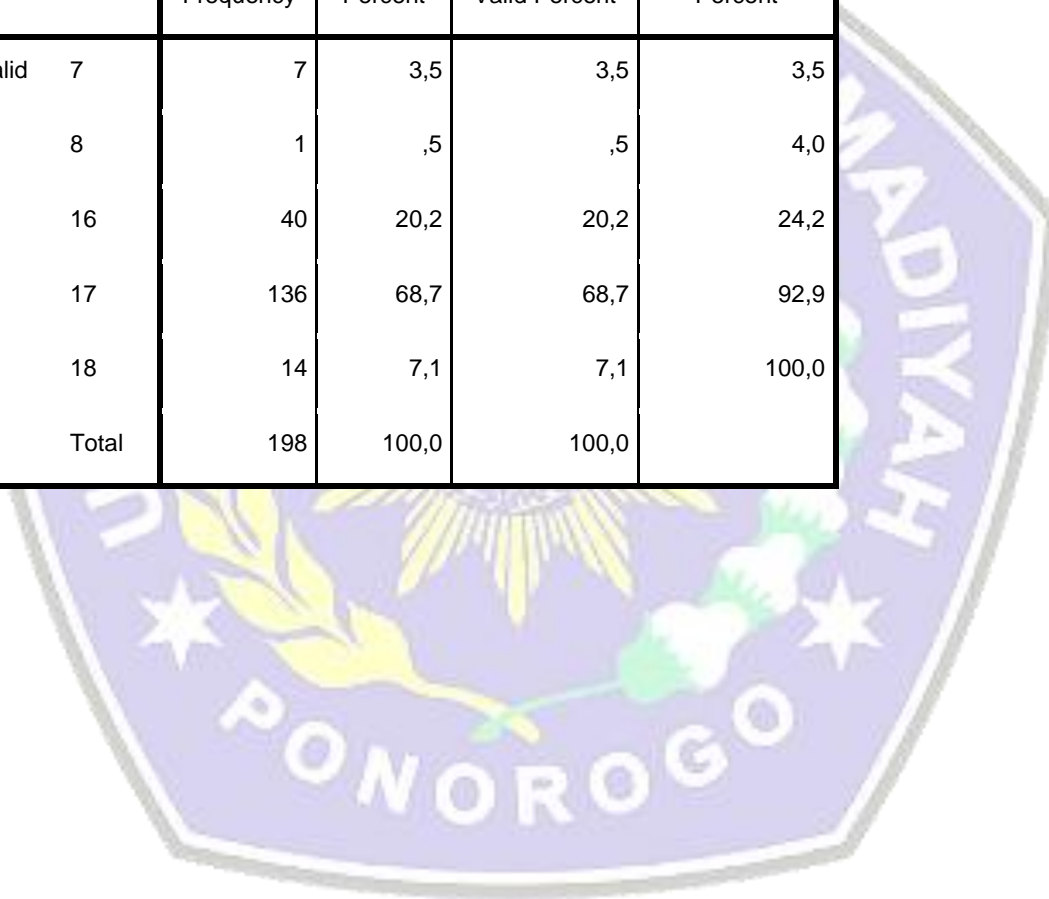 Frequency Percent Valid Percent Percent
7 7 3,5 3,5 3,5
8 1 ,5 ,5 4,0
16 40 20,2 20,2 24,2
17 136 68,7 68,7 92,9
18 14 7,1 7,1 100,0
Total 198 100,0 100,0
MADIYAH
PONOROGO